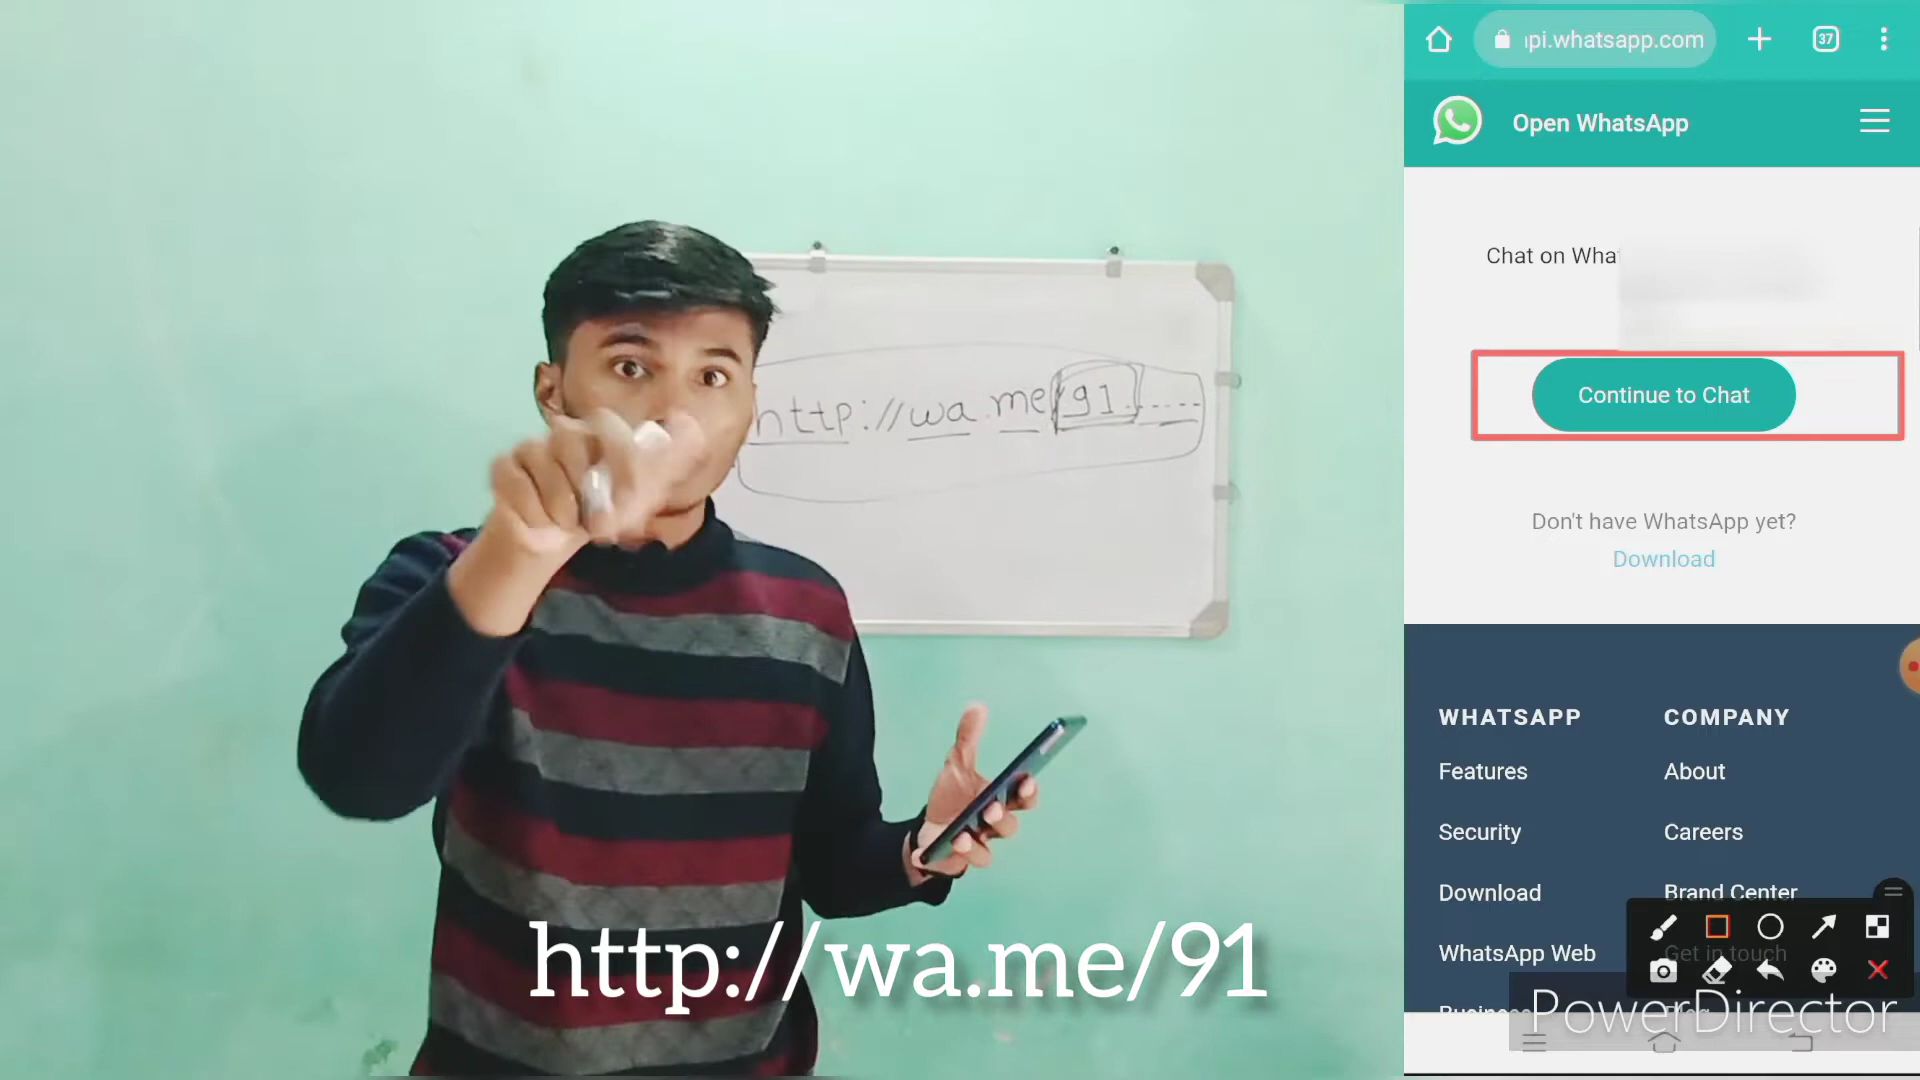 http://wa.me/91......
http://wa.me/91
37
pi.whatsapp.com
Open WhatsApp
Chat on What
Continue to Chat
Don't have WhatsApp yet?
Download
WHATSAPP
Features
Security
Download
WhatsApp Web
COMPANY
About
Careers
Brand Center
Get in touch
PowerDirector